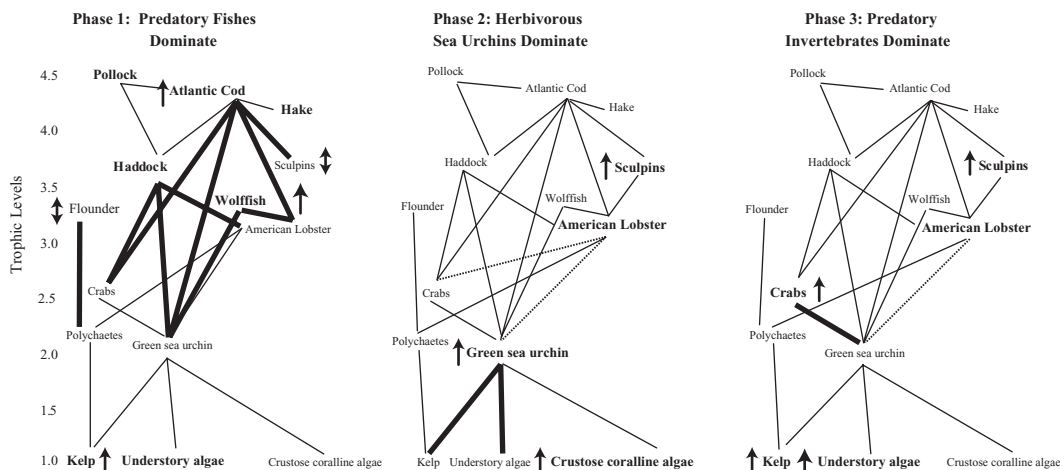 Phase 1: Predatory Fishes
Dominate
Phase 2: Herbivorous
Sea Urchins Dominate
Phase 3: Predatory
Invertebrates Dominate
Trophic Levels
4.5
4.0
3.5
3.0
2.5
2.0
1.5
1.0
Pollock
Atlantic Cod
Hake
Haddock
Sculpins
Wolffish
Flounder
American Lobster
Crabs
Polychaetes
Green sea urchin
Kelp
Understory algae
Crustose coralline algae
Pollock
Atlantic Cod
Hake
Haddock
Sculpins
Wolffish
Flounder
American Lobster
Crabs
Polychaetes
Green sea urchin
Kelp
Understory algae
Crustose coralline algae
Pollock
Atlantic Cod
Hake
Haddock
Sculpins
Wolffish
Flounder
American Lobster
Crabs
Polychaetes
Green sea urchin
Kelp
Understory algae
Crustose coralline algae